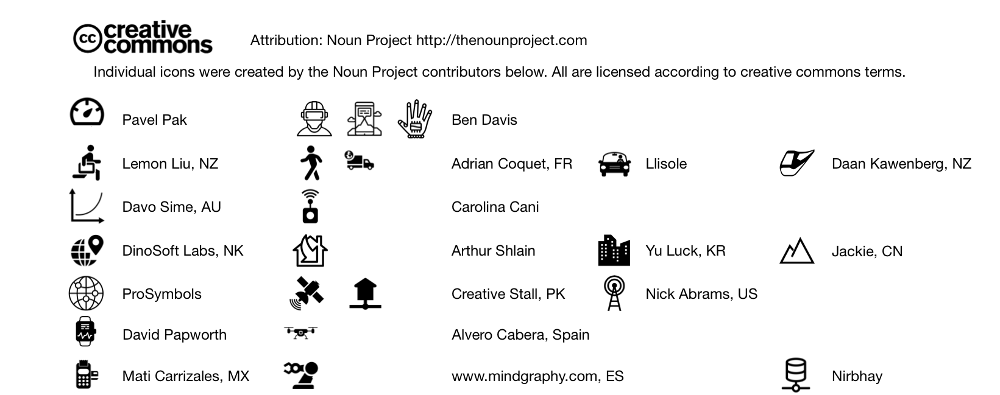 cc creative commons
Attribution: Noun Project http://thenounproject.com
Individual icons were created by the Noun Project contributors below. All are licensed according to creative commons terms.
Pavel Pak
Ben Davis
Lemon Liu, NZ
Adrian Coquet, FR
Llisole
Daan Kawenberg, NZ
Davo Sime, AU
Carolina Cani
DinoSoft Labs, NK
Arthur Shlain
Yu Luck, KR
Jackie, CN
ProSymbols
Creative Stall, PK
Nick Abrams, US
David Papworth
Alvero Cabera, Spain
Mati Carrizales, MX
www.mindgraphy.com, ES
Nirbhay